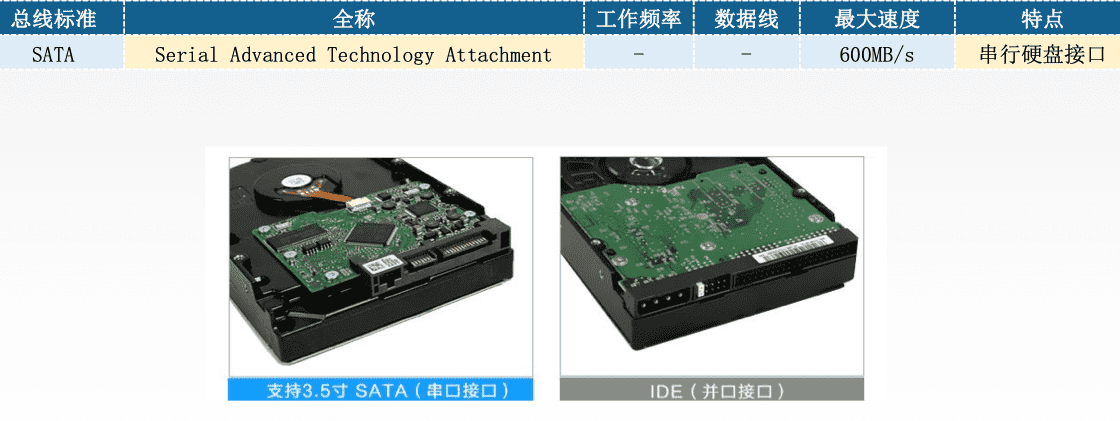 总线标准 全称 工作频率 数据线 最大速度 特点
SATA Serial Advanced Technology Attachment - - 600MB/s 串行硬盘接口
支持3.5寸 SATA（串口接口） IDE（并口接口）